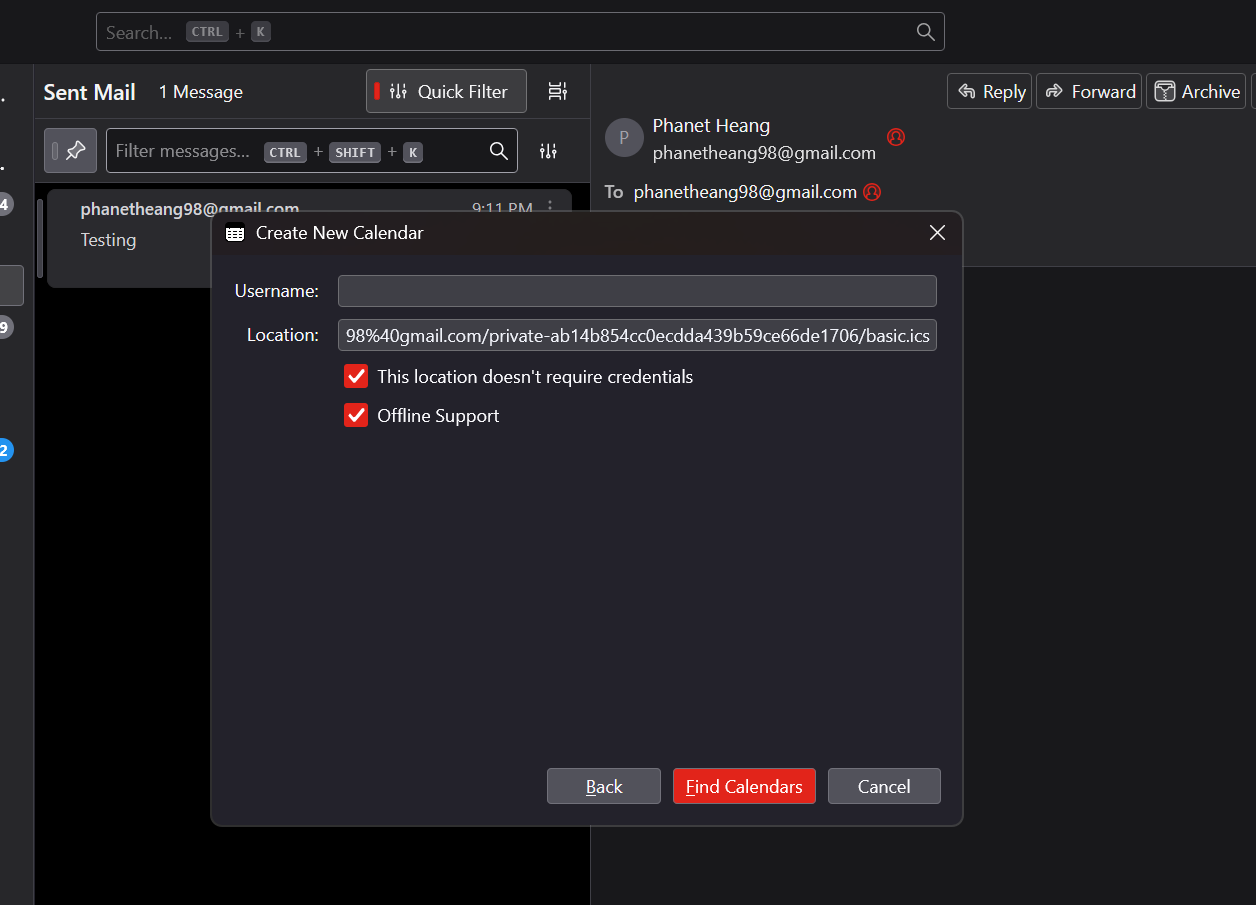 Search... CTRL + K
Sent Mail 1 Message Quick Filter
Reply Forward Archive
Filter messages... CTRL + SHIFT + K
P
Phanet Heang
phanetheang98@gmail.com
To phanetheang98@gmail.com
4
9
2
phanetheang98@gmail.com 9:11 PM
Testing
Create New Calendar
Username:
Location: 98%40gmail.com/private-ab14b854cc0ecdda439b59ce66de1706/basic.ics
This location doesn't require credentials
Offline Support
Back Find Calendars Cancel